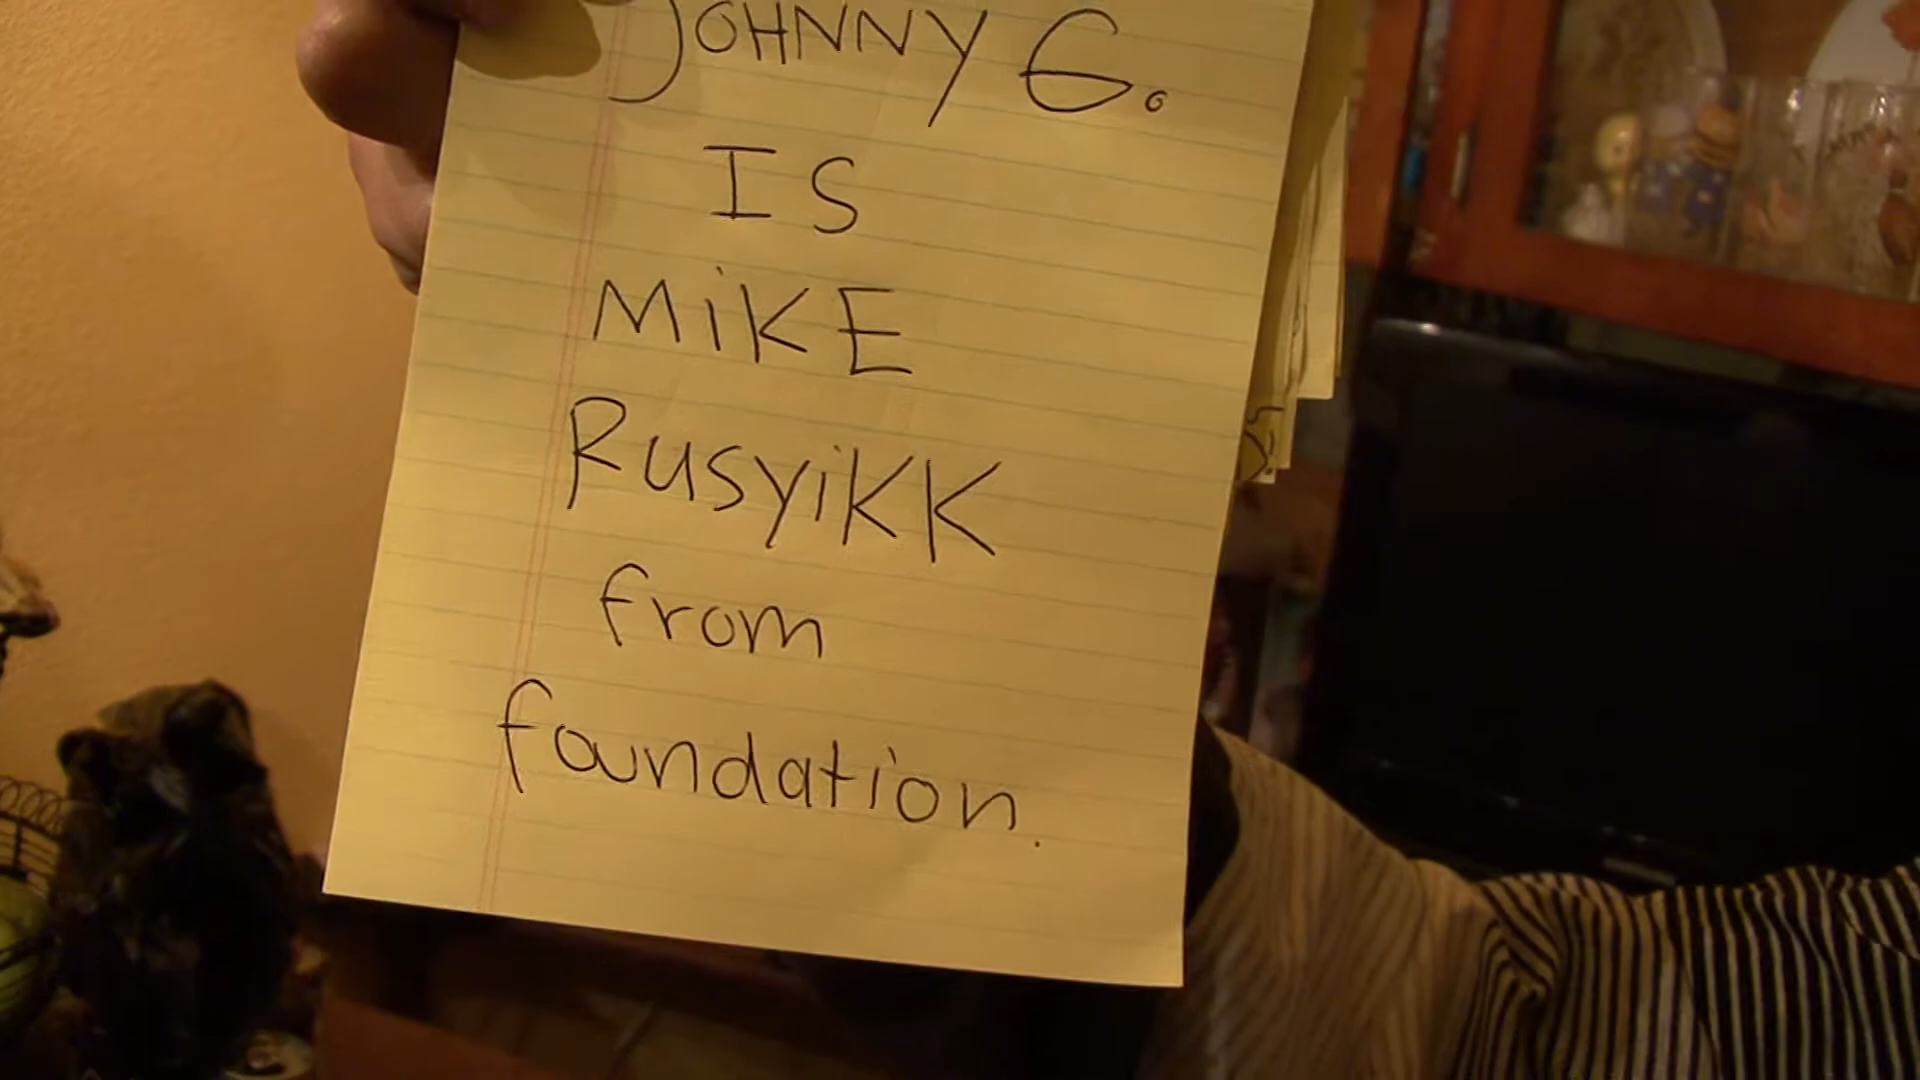 JOHNNY G.
IS
MiKE
RUSYiKK
from
foundation.